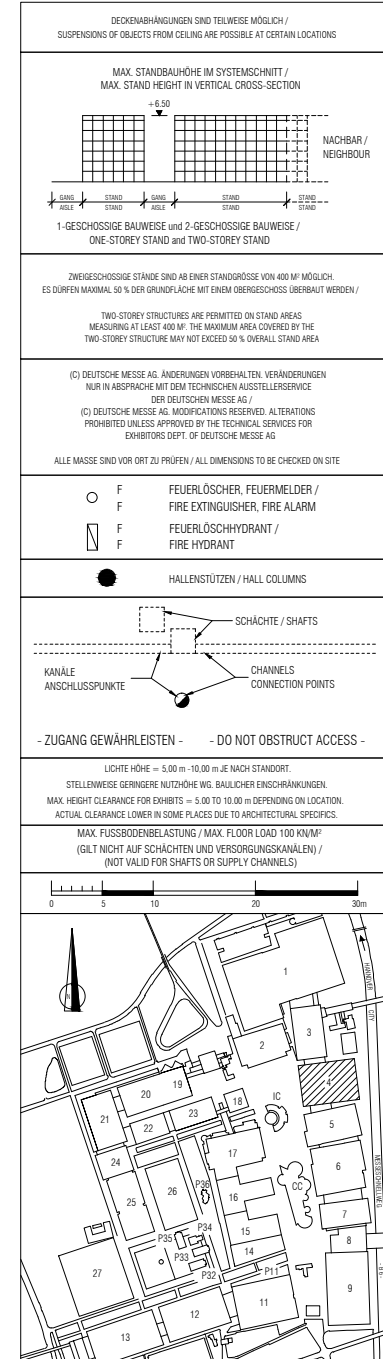 DECKENABHÄNGUNGEN SIND TEILWEISE MÖGLICH /
SUSPENSIONS OF OBJECTS FROM CEILING ARE POSSIBLE AT CERTAIN LOCATIONS
MAX. STANDBAUHÖHE IM SYSTEMSCHNITT /
MAX. STAND HEIGHT IN VERTICAL CROSS-SECTION
+6.50
NACHBAR /
NEIGHBOUR
GANG STAND GANG STAND STAND
AISLE STAND AISLE STAND STAND
1-GESCHOSSIGE BAUWEISE und 2-GESCHOSSIGE BAUWEISE /
ONE-STOREY STAND and TWO-STOREY STAND
ZWEIGESCHOSSIGE STÄNDE SIND AB EINER STANDGRÖSSE VON 400 M² MÖGLICH.
ES DÜRFEN MAXIMAL 50 % DER GRUNDFLÄCHE MIT EINEM OBERGESCHOSS ÜBERBAUT WERDEN /
TWO-STOREY STRUCTURES ARE PERMITTED ON STAND AREAS
MEASURING AT LEAST 400 M². THE MAXIMUM AREA COVERED BY THE
TWO-STOREY STRUCTURE MAY NOT EXCEED 50 % OVERALL STAND AREA
(C) DEUTSCHE MESSE AG. ÄNDERUNGEN VORBEHALTEN. VERÄNDERUNGEN
NUR IN ABSPRACHE MIT DEM TECHNISCHEN AUSSTELLERSERVICE
DER DEUTSCHEN MESSE AG /
(C) DEUTSCHE MESSE AG. MODIFICATIONS RESERVED. ALTERATIONS
PROHIBITED UNLESS APPROVED BY THE TECHNICAL SERVICES FOR
EXHIBITORS DEPT. OF DEUTSCHE MESSE AG
ALLE MASSE SIND VOR ORT ZU PRÜFEN / ALL DIMENSIONS TO BE CHECKED ON SITE
F FEUERLÖSCHER, FEUERMELDER /
F FIRE EXTINGUISHER, FIRE ALARM
F FEUERLÖSCHHYDRANT /
F FIRE HYDRANT
HALLENSTÜTZEN / HALL COLUMNS
SCHÄCHTE / SHAFTS
KANÄLE CHANNELS
ANSCHLUSSPUNKTE CONNECTION POINTS
- ZUGANG GEWÄHRLEISTEN - - DO NOT OBSTRUCT ACCESS -
LICHTE HÖHE = 5,00 m -10,00 m JE NACH STANDORT.
STELLENWEISE GERINGERE NUTZHÖHE WG. BAULICHER EINSCHRÄNKUNGEN.
MAX. HEIGHT CLEARANCE FOR EXHIBITS = 5.00 TO 10.00 m DEPENDING ON LOCATION.
ACTUAL CLEARANCE LOWER IN SOME PLACES DUE TO ARCHITECTURAL SPECIFICS.
MAX. FUSSBODENBELASTUNG / MAX. FLOOR LOAD 100 KN/M²
(GILT NICHT AUF SCHÄCHTEN UND VERSORGUNGSKANÄLEN) /
(NOT VALID FOR SHAFTS OR SUPPLY CHANNELS)
0 5 10 20 30m
N
HANNOVER CITY
1
2
3
4
19
20
18
IC
21
23
22
5
17
24
6
CC
26
P36
25
16
7
P34
P35
15
8
P33
14
27
P32
P11
9
11
12
13
MESSESCHNELLWEG
- B6 -